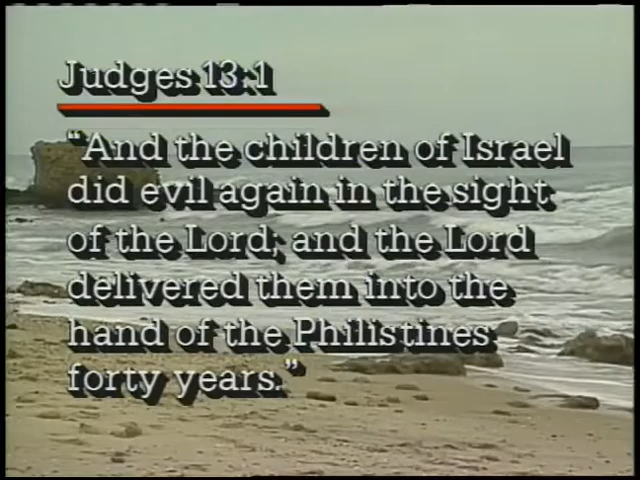 Judges 13:1
“And the children of Israel
did evil again in the sight
of the Lord; and the Lord
delivered them into the
hand of the Philistines
forty years.”